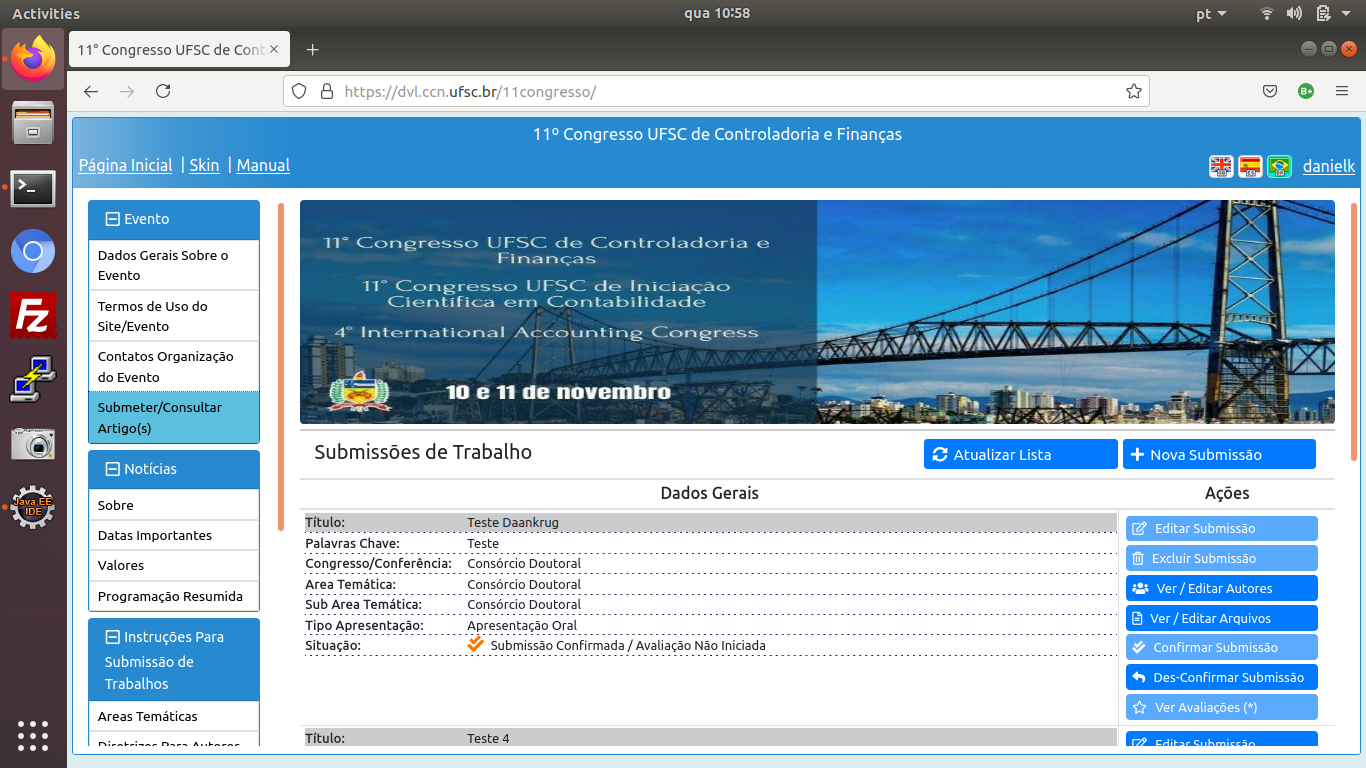 Activities
qua 10:58
pt
11° Congresso UFSC de Cont
https://dvl.ccn.ufsc.br/11congresso/
11º Congresso UFSC de Controladoria e Finanças
Página Inicial | Skin | Manual
danielk
Evento
Dados Gerais Sobre o
Evento
Termos de Uso do
Site/Evento
Contatos Organização
do Evento
Submeter/Consultar
Artigo(s)
Notícias
Sobre
Datas Importantes
Valores
Programação Resumida
Instruções Para
Submissão de
Trabalhos
Areas Temáticas
Diretrizes Para Autores
11° Congresso UFSC de Controladoria e
Finanças
11° Congresso UFSC de Iniciação
Científica em Contabilidade
4° International Accounting Congress
10 e 11 de novembro
Submissões de Trabalho
Atualizar Lista
Nova Submissão
Dados Gerais
Ações
Título: Teste Daankrug
Palavras Chave: Teste
Congresso/Conferência: Consórcio Doutoral
Area Temática: Consórcio Doutoral
Sub Area Temática: Consórcio Doutoral
Tipo Apresentação: Apresentação Oral
Situação: Submissão Confirmada / Avaliação Não Iniciada
Editar Submissão
Excluir Submissão
Ver / Editar Autores
Ver / Editar Arquivos
Confirmar Submissão
Des-Confirmar Submissão
Ver Avaliações (*)
Título: Teste 4
Editar Submissão
Java EE
IDE